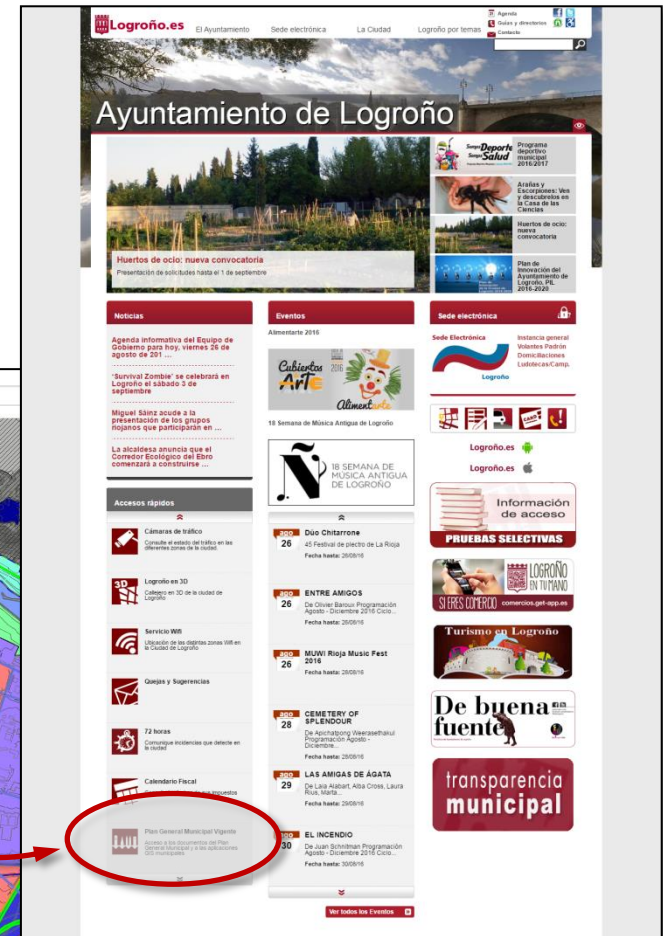 Logroño.es
El Ayuntamiento
Sede electrónica
La Ciudad
Logroño por temas
Agenda
Guías y directorios
Contacto
Ayuntamiento de Logroño
Huertos de ocio: nueva convocatoria
Presentación de solicitudes hasta el 1 de septiembre
Siempre Deporte
Siempre Salud
Programa
deportivo
municipal
2016/2017
Arañas y
Escorpiones: Ven
y descubrelos en
la Casa de las
Ciencias
Huertos de ocio:
nueva
convocatoria
Plan de
Innovación del
Ayuntamiento de
Logroño. PIL
2016-2020
Noticias
Agenda informativa del Equipo de
Gobierno para hoy, viernes 26 de
agosto de 201 ...
'Survival Zombie' se celebrará en
Logroño el sábado 3 de
septiembre
Miguel Sáinz acude a la
presentación de los grupos
riojanos que participarán en ...
La alcaldesa anuncia que el
Corredor Ecológico del Ebro
comenzará a construirse ...
Accesos rápidos
Cámaras de tráfico
Consulte el estado del tráfico en las
diferentes zonas de la ciudad.
3D
Logroño en 3D
Callejero en 3D de la ciudad de
Logroño
Servicio Wifi
Ubicación de las distintas zonas Wifi en
la Ciudad de Logroño
Quejas y Sugerencias
72 horas
Comunique incidencias que detecte en
la ciudad
Calendario Fiscal
Plan General Municipal Vigente
Acceso a los documentos del Plan
General Municipal y a las aplicaciones
GIS municipales
Eventos
Alimentarte 2016
Cubiertos
Arte
2016
Alimentarte
18 Semana de Música Antigua de Logroño
18 SEMANA DE
MÚSICA ANTIGUA
DE LOGROÑO
ago
26
Dúo Chitarrone
45 Festival de plectro de La Rioja
Fecha hasta: 26/08/16
ago
26
ENTRE AMIGOS
De Olivier Baroux Programación
Agosto - Diciembre 2016 Ciclo...
Fecha hasta: 26/08/16
ago
26
MUWI Rioja Music Fest
2016
Fecha hasta: 28/08/16
ago
28
CEMETERY OF
SPLENDOUR
De Apichatpong Weerasethakul
Programación Agosto -
Diciembre...
Fecha hasta: 28/08/16
ago
29
LAS AMIGAS DE ÁGATA
De Laia Alabart, Alba Cross, Laura
Rius, Marta...
Fecha hasta: 29/08/16
ago
30
EL INCENDIO
De Juan Schnitman Programación
Agosto - Diciembre 2016 Ciclo...
Fecha hasta: 30/08/16
Ver todos los Eventos
Sede electrónica
Sede Electrónica
Logroño
Instancia general
Volantes Padrón
Domiciliaciones
Ludotecas/Camp.
Logroño.es
Logroño.es
Información
de acceso
PRUEBAS SELECTIVAS
LOGROÑO
EN TU MANO
SI ERES COMERCIO
comercios.get-app.es
Turismo en Logroño
De buena
fuente
transparencia
municipal